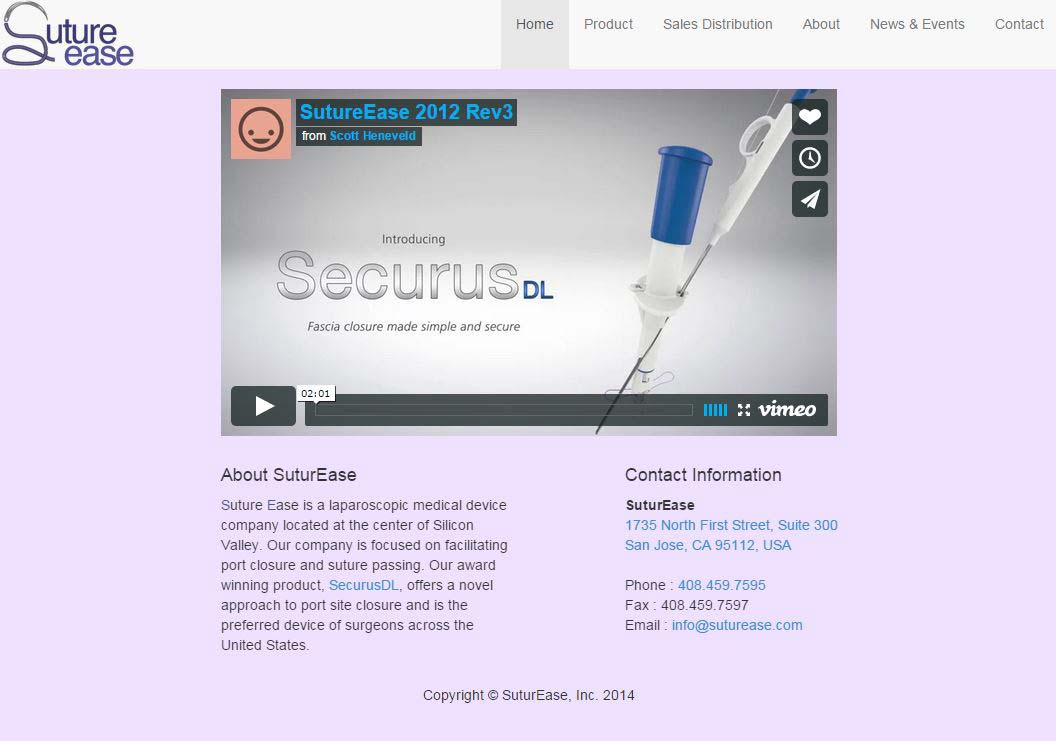 Suture
ease
Home Product Sales Distribution About News & Events Contact
SutureEase 2012 Rev3
from Scott Heneveld
Introducing
Securus DL
Fascia closure made simple and secure
02:01
vimeo
About SuturEase
Suture Ease is a laparoscopic medical device
company located at the center of Silicon
Valley. Our company is focused on facilitating
port closure and suture passing. Our award
winning product, SecurusDL, offers a novel
approach to port site closure and is the
preferred device of surgeons across the
United States.
Contact Information
SuturEase
1735 North First Street, Suite 300
San Jose, CA 95112, USA
Phone : 408.459.7595
Fax : 408.459.7597
Email : info@suturease.com
Copyright © SuturEase, Inc. 2014